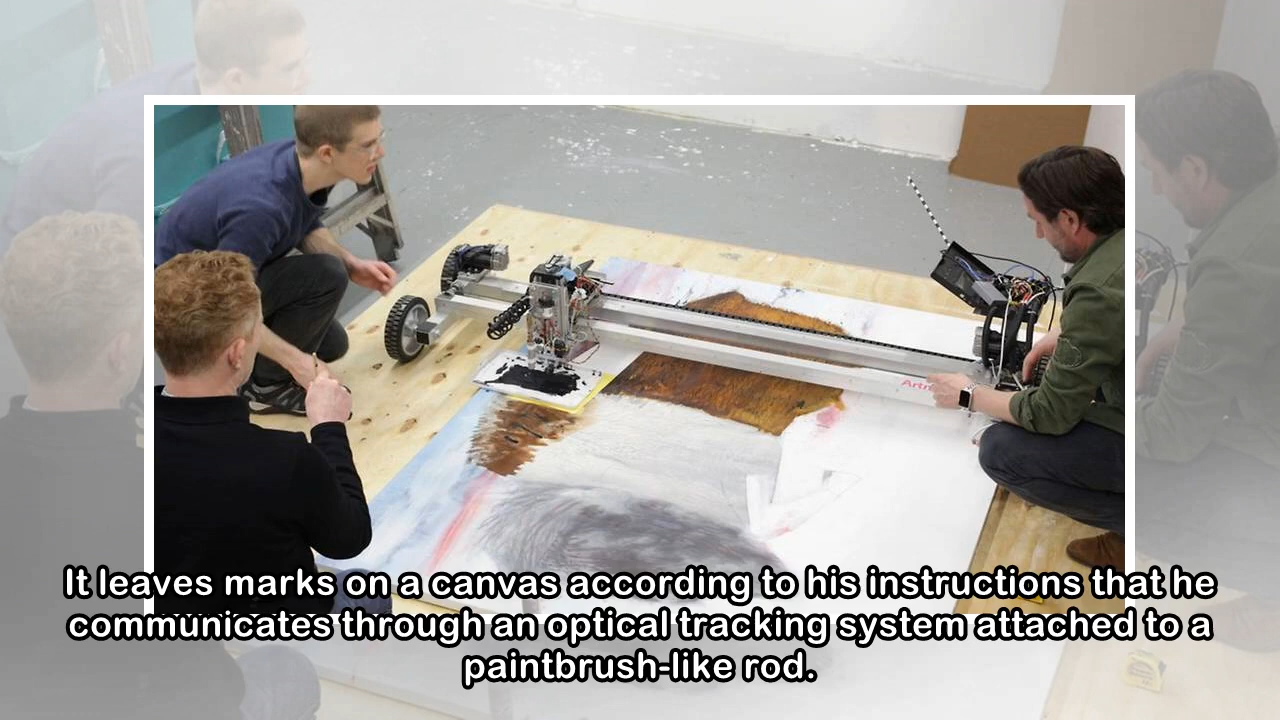 It leaves marks on a canvas according to his instructions that he
communicates through an optical tracking system attached to a
paintbrush-like rod.